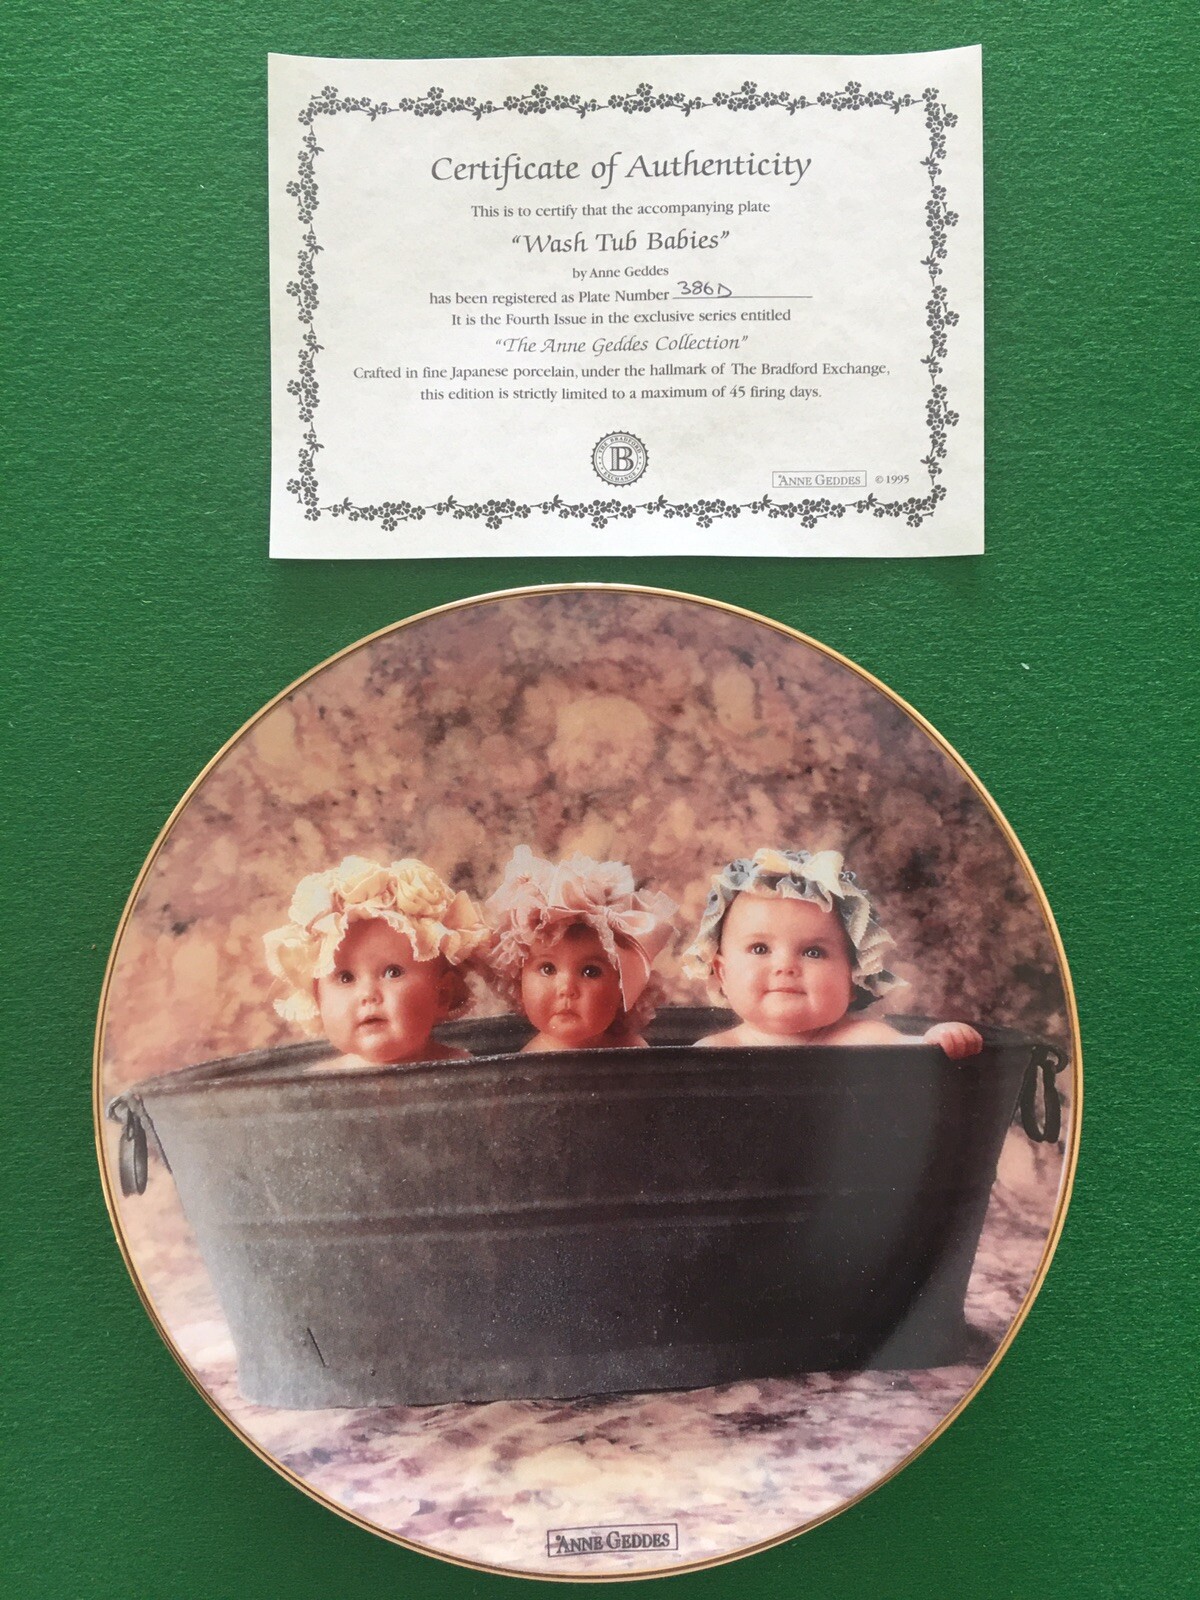 Certificate of Authenticity
This is to certify that the accompanying plate
“Wash Tub Babies”
by Anne Geddes
has been registered as Plate Number 386D
It is the Fourth Issue in the exclusive series entitled
“The Anne Geddes Collection”
Crafted in fine Japanese porcelain, under the hallmark of The Bradford Exchange,
this edition is strictly limited to a maximum of 45 firing days.
THE BRADFORD EXCHANGE
B
ANNE GEDDES © 1995
ANNE GEDDES